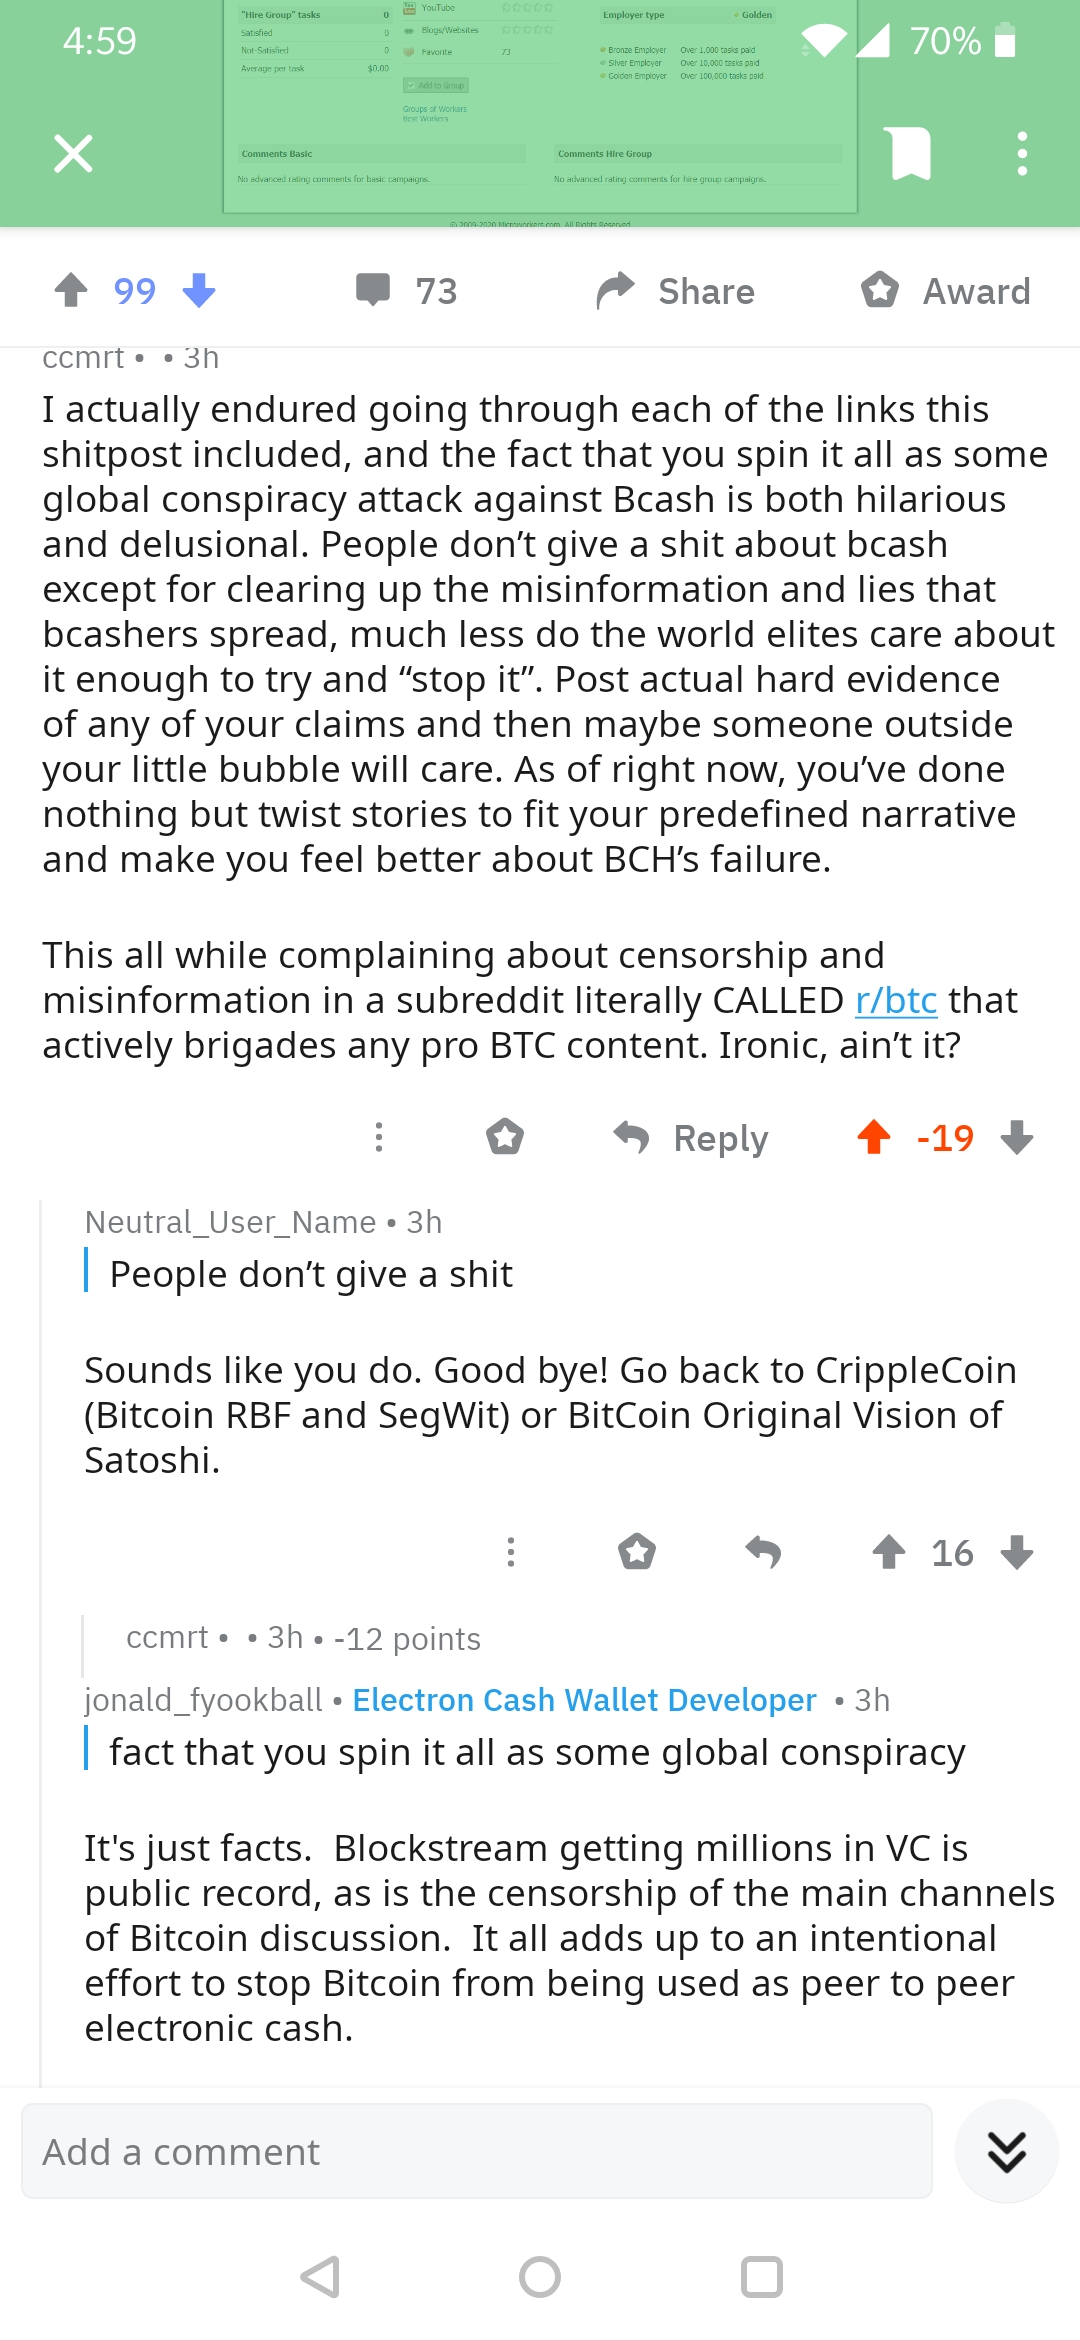 4:59
70%
"Hire Group" tasks 0
Satisfied 0
Not-Satisfied 0
Average per task $0.00
YouTube
Blogs/Websites
Favorite 73
Add to Group
Groups of Workers
Best Workers
Employer type Golden
Bronze Employer Over 1,000 tasks paid
Silver Employer Over 10,000 tasks paid
Golden Employer Over 100,000 tasks paid
Comments Basic
No advanced rating comments for basic campaigns.
Comments Hire Group
No advanced rating comments for hire group campaigns.
© 2009-2020 Microworkers.com. All Rights Reserved
99 73 Share Award
ccmrt • • 3h
I actually endured going through each of the links this
shitpost included, and the fact that you spin it all as some
global conspiracy attack against Bcash is both hilarious
and delusional. People don’t give a shit about bcash
except for clearing up the misinformation and lies that
bcashers spread, much less do the world elites care about
it enough to try and “stop it”. Post actual hard evidence
of any of your claims and then maybe someone outside
your little bubble will care. As of right now, you’ve done
nothing but twist stories to fit your predefined narrative
and make you feel better about BCH’s failure.
This all while complaining about censorship and
misinformation in a subreddit literally CALLED r/btc that
actively brigades any pro BTC content. Ironic, ain’t it?
Reply -19
Neutral_User_Name • 3h
People don’t give a shit
Sounds like you do. Good bye! Go back to CrippleCoin
(Bitcoin RBF and SegWit) or BitCoin Original Vision of
Satoshi.
16
ccmrt • • 3h • -12 points
jonald_fyookball • Electron Cash Wallet Developer • 3h
fact that you spin it all as some global conspiracy
It's just facts. Blockstream getting millions in VC is
public record, as is the censorship of the main channels
of Bitcoin discussion. It all adds up to an intentional
effort to stop Bitcoin from being used as peer to peer
electronic cash.
Add a comment